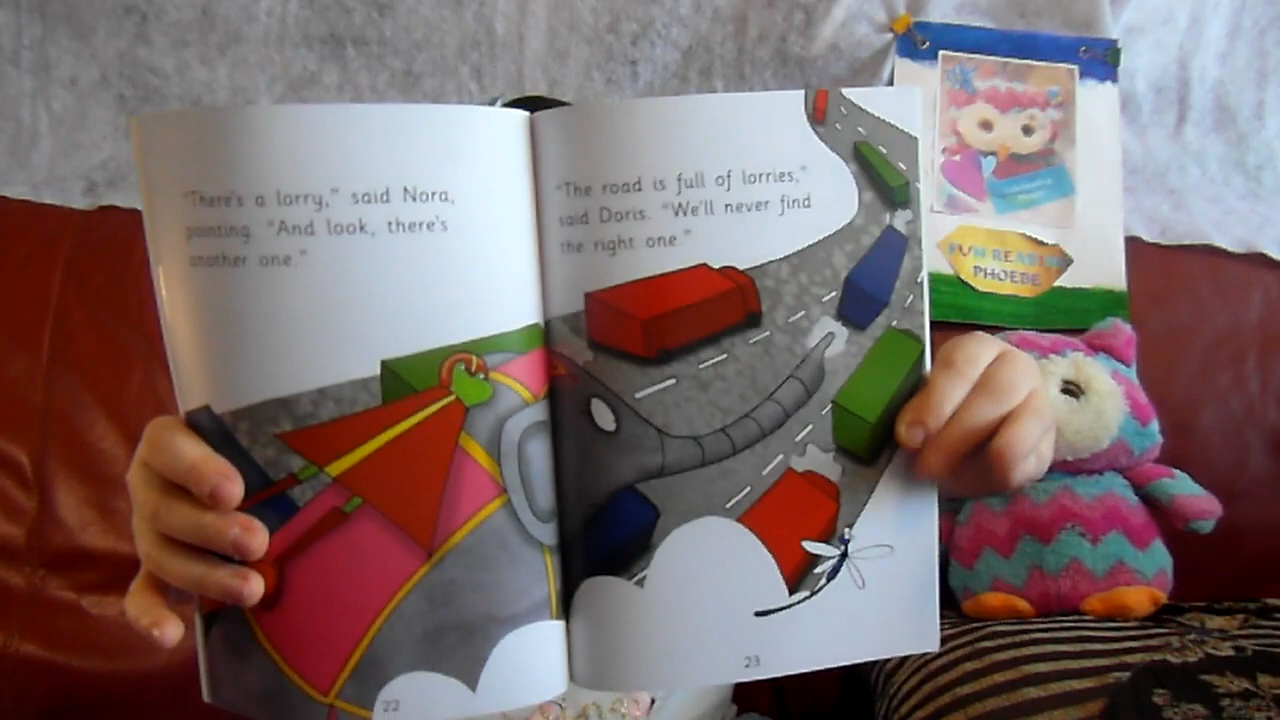 "There's a lorry," said Nora,
pointing. "And look, there's
another one."
22
"The road is full of lorries,"
said Doris. "We'll never find
the right one."
23
FUN READING
PHOEBE